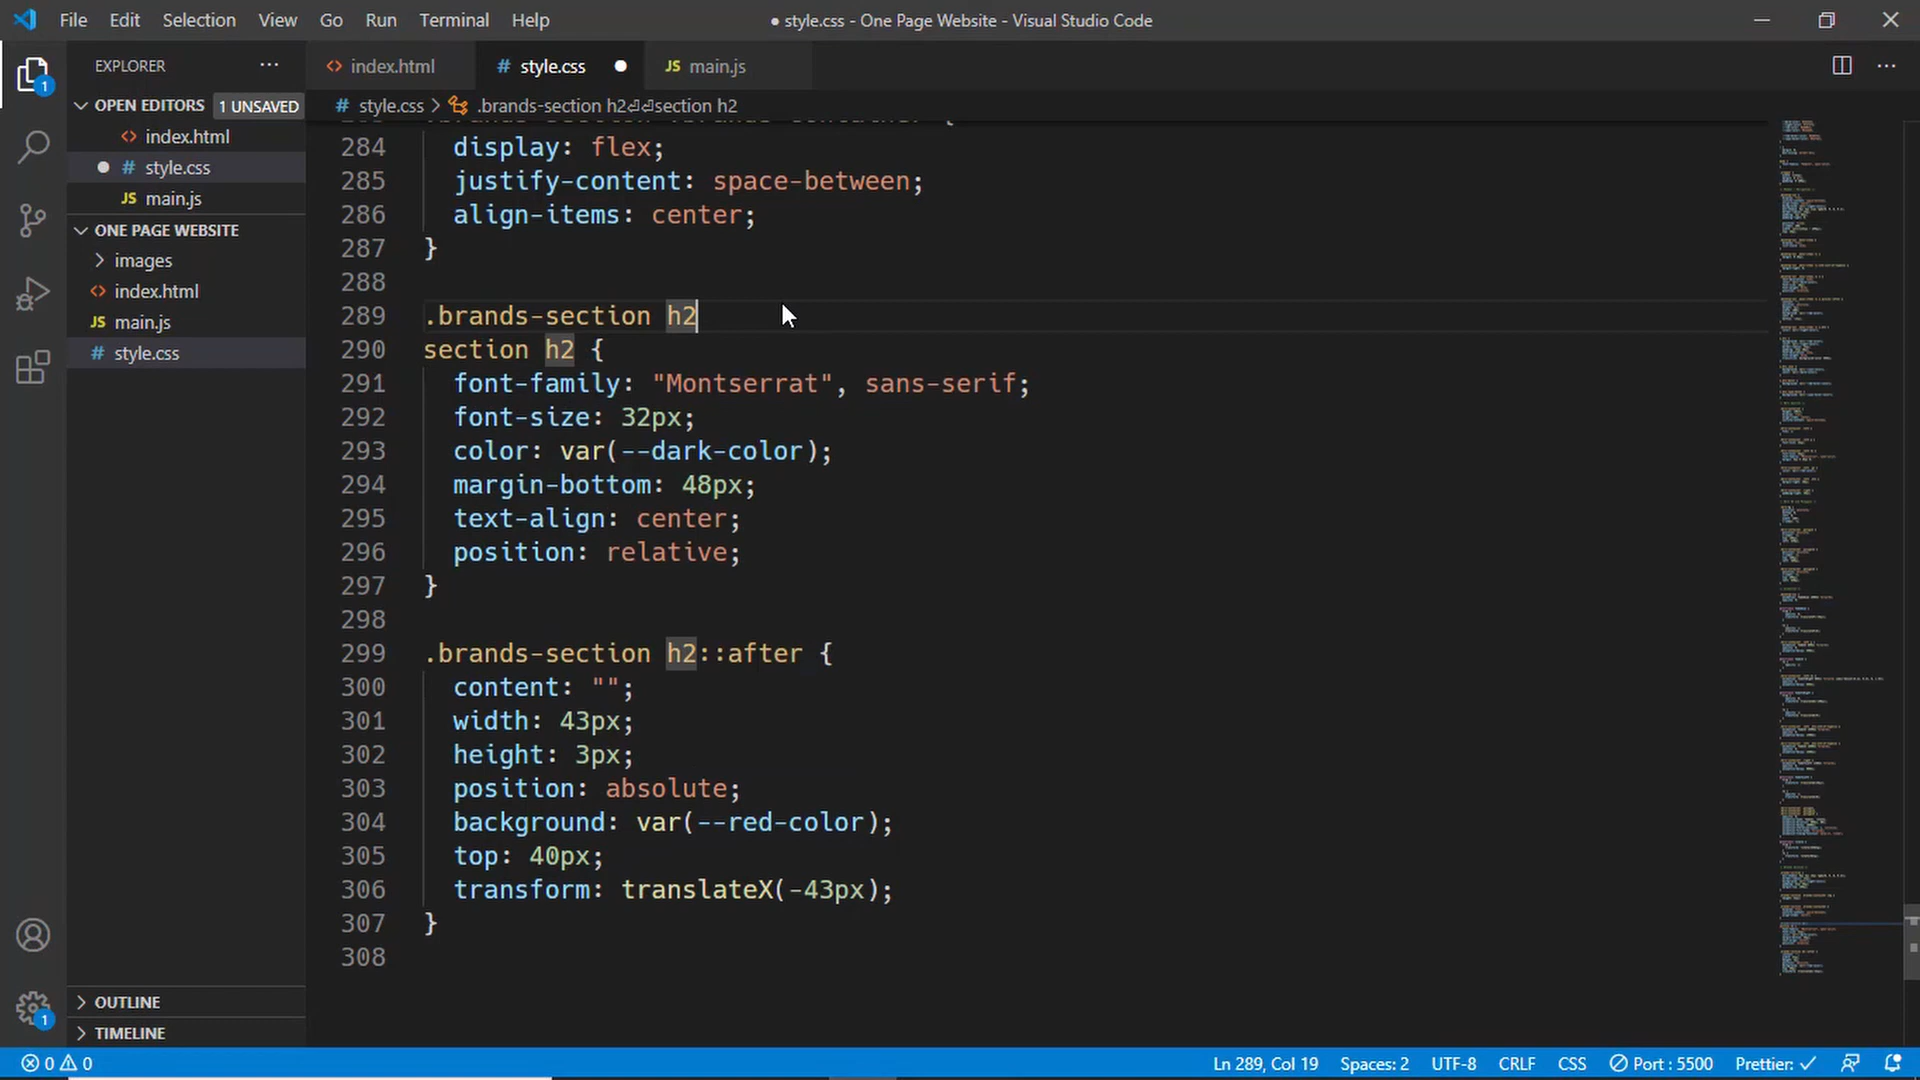 File Edit Selection View Go Run Terminal Help
● style.css - One Page Website - Visual Studio Code
EXPLORER
OPEN EDITORS 1 UNSAVED
index.html
style.css
JS main.js
ONE PAGE WEBSITE
images
index.html
JS main.js
# style.css
OUTLINE
TIMELINE
index.html # style.css ● JS main.js
# style.css > .brands-section h2⏎⏎section h2
284 display: flex;
285 justify-content: space-between;
286 align-items: center;
287 }
288
289 .brands-section h2
290 section h2 {
291 font-family: "Montserrat", sans-serif;
292 font-size: 32px;
293 color: var(--dark-color);
294 margin-bottom: 48px;
295 text-align: center;
296 position: relative;
297 }
298
299 .brands-section h2::after {
300 content: "";
301 width: 43px;
302 height: 3px;
303 position: absolute;
304 background: var(--red-color);
305 top: 40px;
306 transform: translateX(-43px);
307 }
308
1
1
0 0 Ln 289, Col 19 Spaces: 2 UTF-8 CRLF CSS Port : 5500 Prettier: ✓